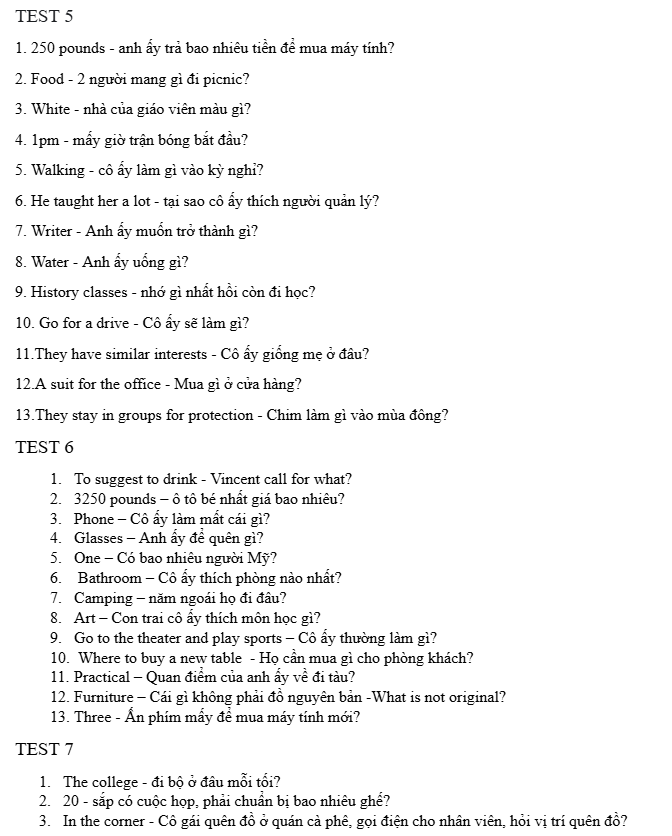 TEST 5
1. 250 pounds - anh ấy trả bao nhiêu tiền để mua máy tính?
2. Food - 2 người mang gì đi picnic?
3. White - nhà của giáo viên màu gì?
4. 1pm - mấy giờ trận bóng bắt đầu?
5. Walking - cô ấy làm gì vào kỳ nghỉ?
6. He taught her a lot - tại sao cô ấy thích người quản lý?
7. Writer - Anh ấy muốn trở thành gì?
8. Water - Anh ấy uống gì?
9. History classes - nhớ gì nhất hồi còn đi học?
10. Go for a drive - Cô ấy sẽ làm gì?
11.They have similar interests - Cô ấy giống mẹ ở đâu?
12.A suit for the office - Mua gì ở cửa hàng?
13.They stay in groups for protection - Chim làm gì vào mùa đông?
TEST 6
1. To suggest to drink - Vincent call for what?
2. 3250 pounds – ô tô bé nhất giá bao nhiêu?
3. Phone – Cô ấy làm mất cái gì?
4. Glasses – Anh ấy để quên gì?
5. One – Có bao nhiêu người Mỹ?
6. Bathroom – Cô ấy thích phòng nào nhất?
7. Camping – năm ngoái họ đi đâu?
8. Art – Con trai cô ấy thích môn học gì?
9. Go to the theater and play sports – Cô ấy thường làm gì?
10. Where to buy a new table - Họ cần mua gì cho phòng khách?
11. Practical – Quan điểm của anh ấy về đi tàu?
12. Furniture – Cái gì không phải đồ nguyên bản -What is not original?
13. Three - Ấn phím mấy để mua máy tính mới?
TEST 7
1. The college - đi bộ ở đâu mỗi tối?
2. 20 - sắp có cuộc họp, phải chuẩn bị bao nhiêu ghế?
3. In the corner - Cô gái quên đồ ở quán cà phê, gọi điện cho nhân viên, hỏi vị trí quên đồ?